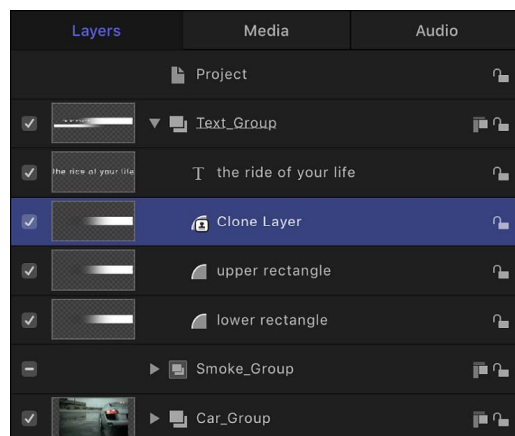 Layers Media Audio
Project
Text_Group
the ride of your life
T the ride of your life
Clone Layer
upper rectangle
lower rectangle
Smoke_Group
Car_Group